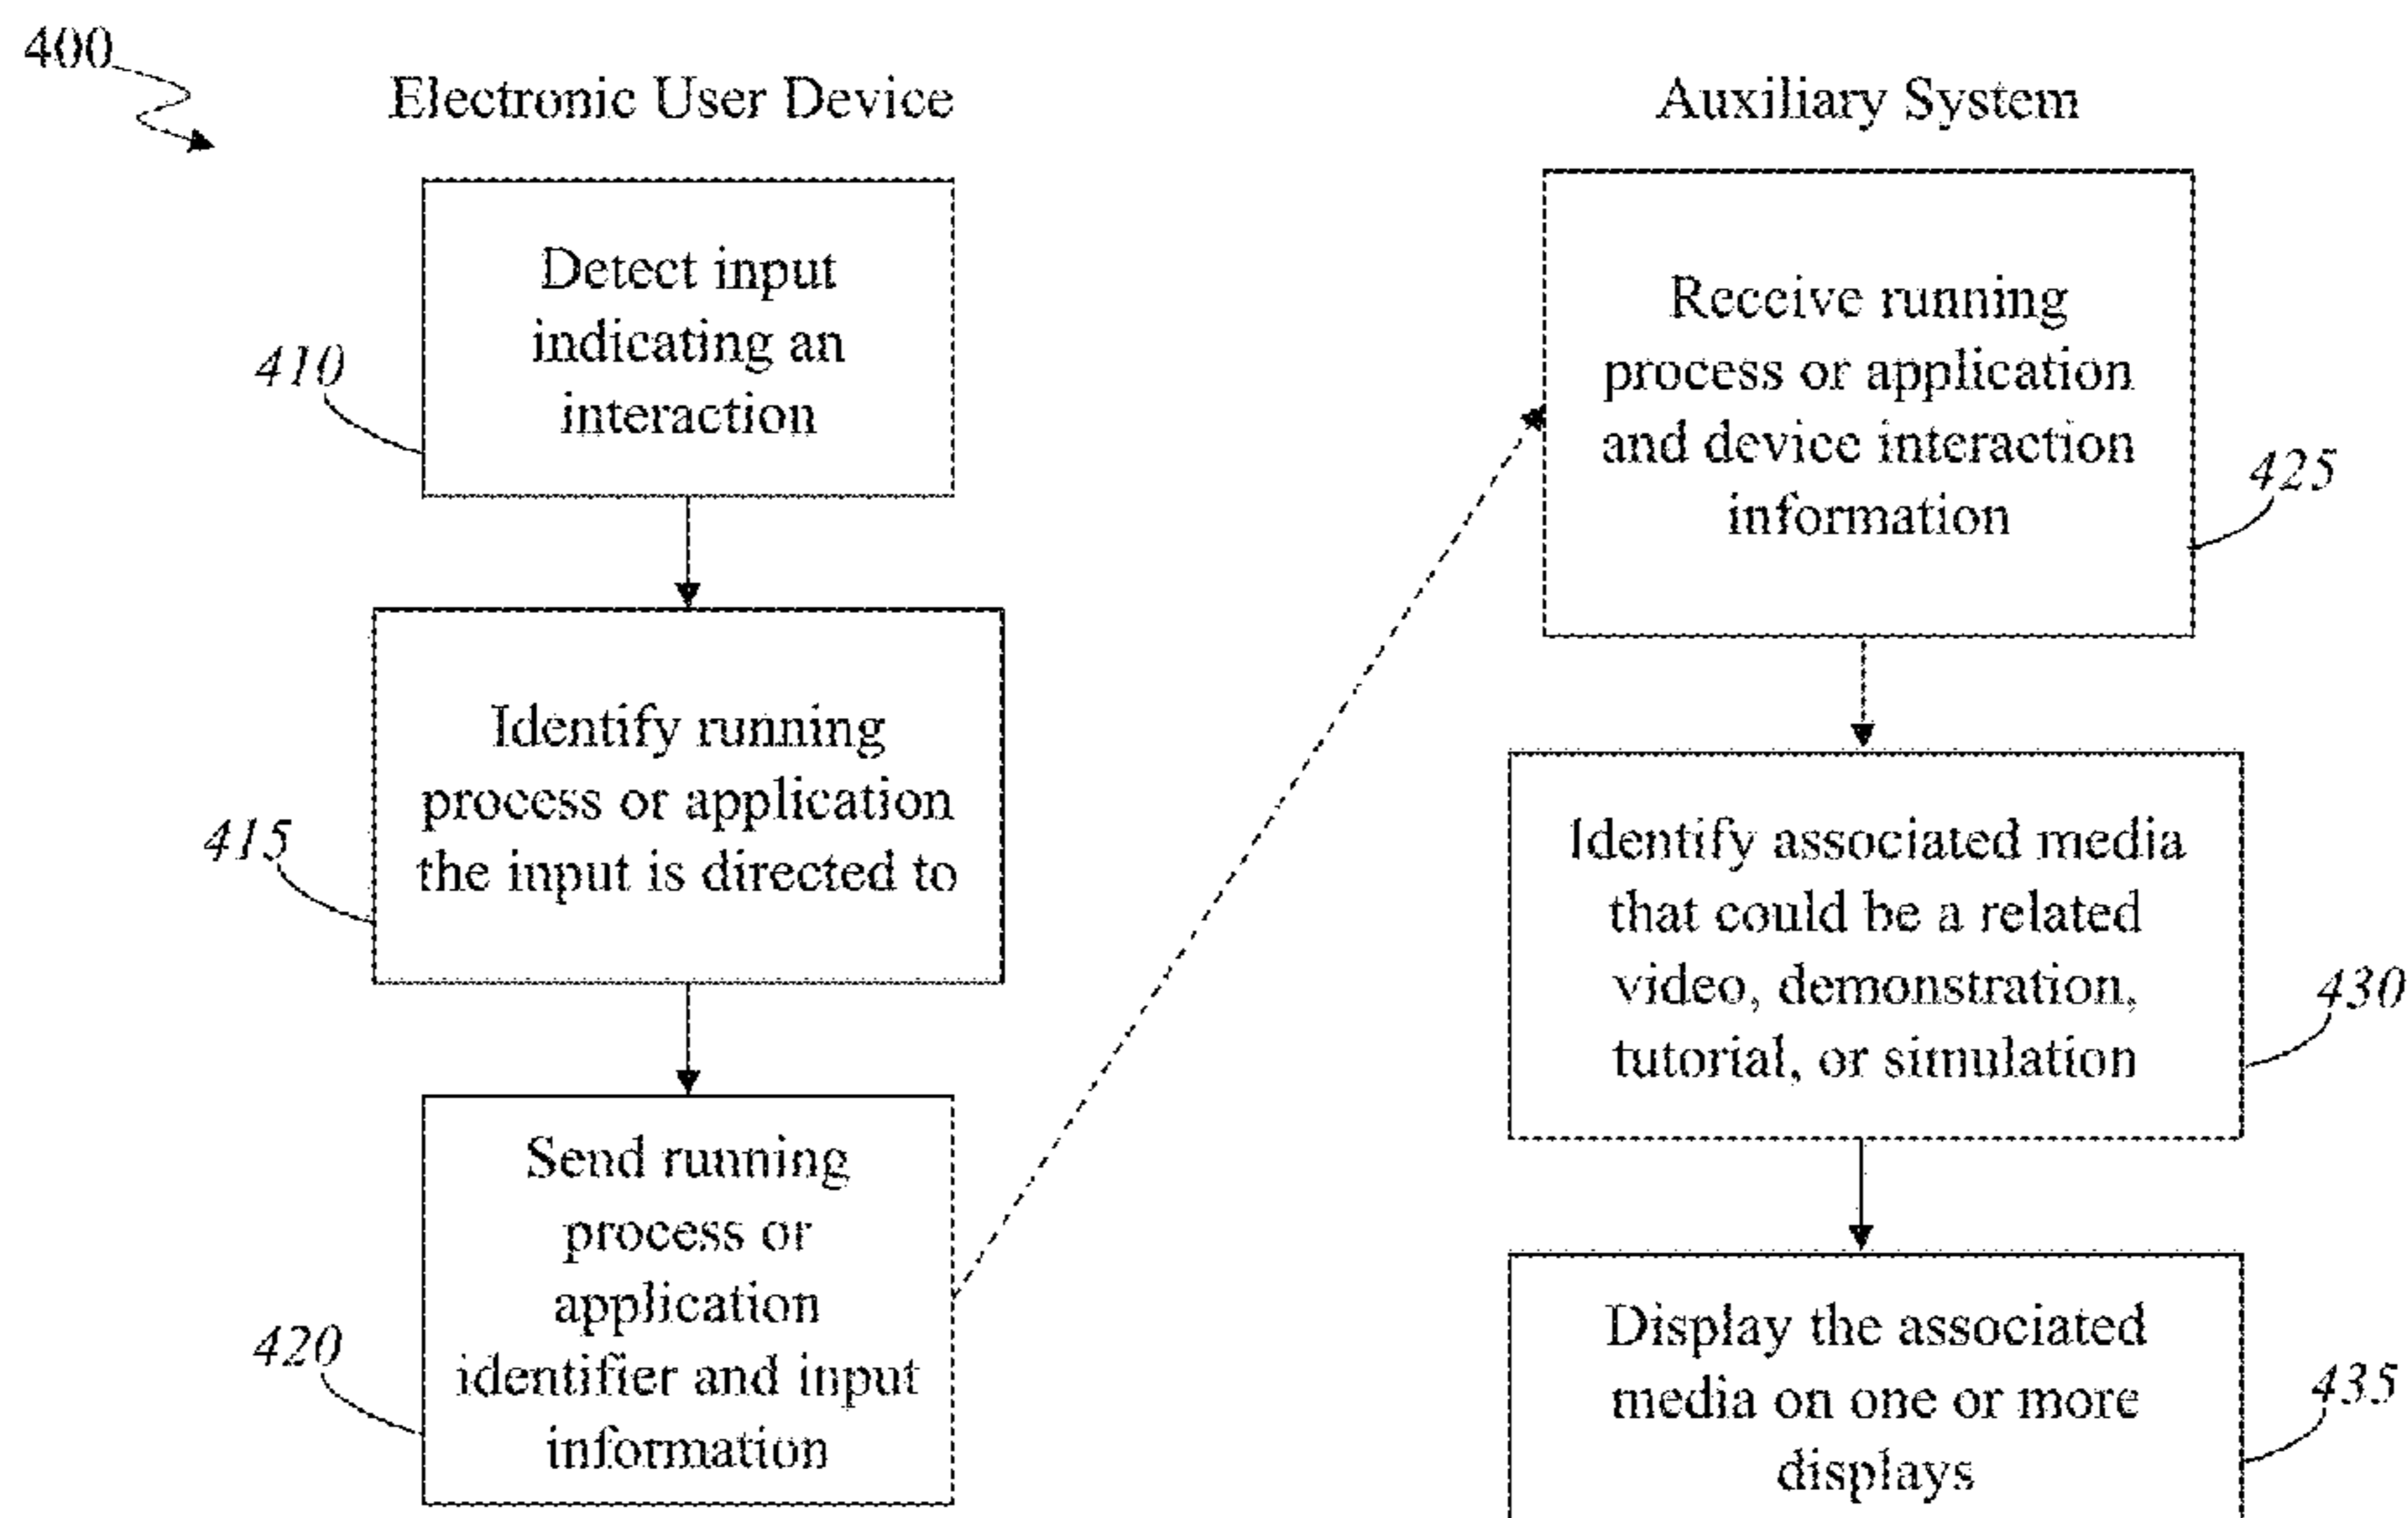 400
Electronic User Device
Detect input
indicating an
interaction
410
Identify running
process or application
the input is directed to
415
Send running
process or
application
identifier and input
information
420
Auxiliary System
Receive running
process or application
and device interaction
information
425
Identify associated media
that could be a related
video, demonstration,
tutorial, or simulation
430
Display the associated
media on one or more
displays
435